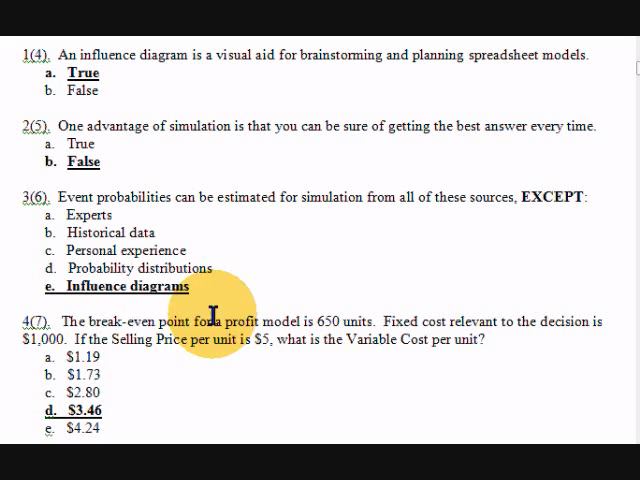 1(4). An influence diagram is a visual aid for brainstorming and planning spreadsheet models.
a. True
b. False
2(5). One advantage of simulation is that you can be sure of getting the best answer every time.
a. True
b. False
3(6). Event probabilities can be estimated for simulation from all of these sources, EXCEPT:
a. Experts
b. Historical data
c. Personal experience
d. Probability distributions
e. Influence diagrams
4(7). The break-even point for a profit model is 650 units. Fixed cost relevant to the decision is
$1,000. If the Selling Price per unit is $5, what is the Variable Cost per unit?
a. $1.19
b. $1.73
c. $2.80
d. $3.46
e. $4.24